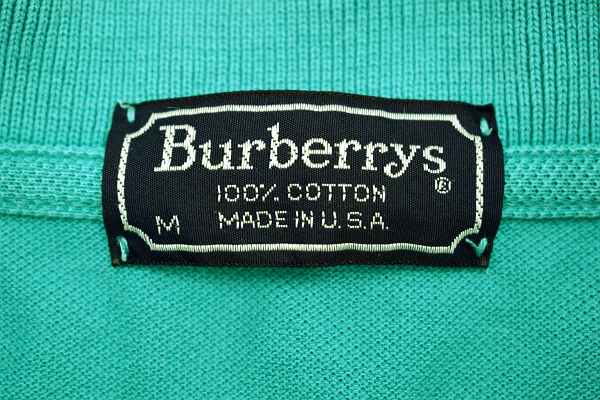 Burberrys®
100% COTTON
M MADE IN U.S.A.